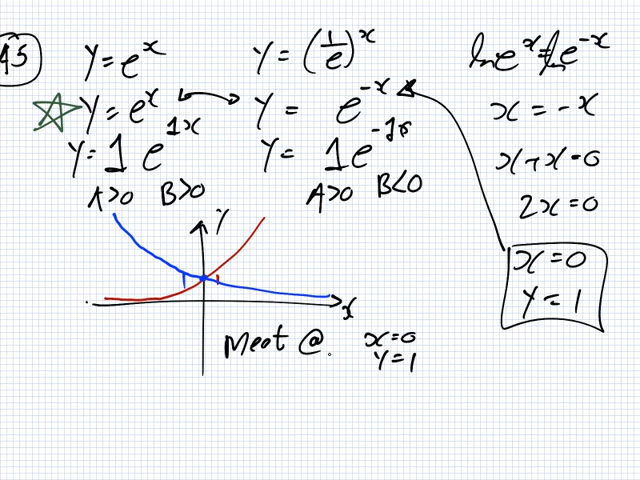 45
y = e^x
y = (1/e)^x
y = e^x
y = e^-x
y = 1 e^1x
y = 1 e^-1x
A>0 B>0
A>0 B<0
y
x
Meet @ x=0
y=1
ln e^x = ln e^-x
x = -x
x+x=0
2x=0
x=0
y=1